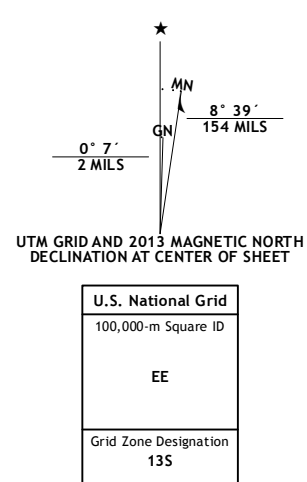 ★
MN
GN
8° 39´
154 MILS
0° 7´
2 MILS
UTM GRID AND 2013 MAGNETIC NORTH
DECLINATION AT CENTER OF SHEET
U.S. National Grid
100,000-m Square ID
EE
Grid Zone Designation
13S